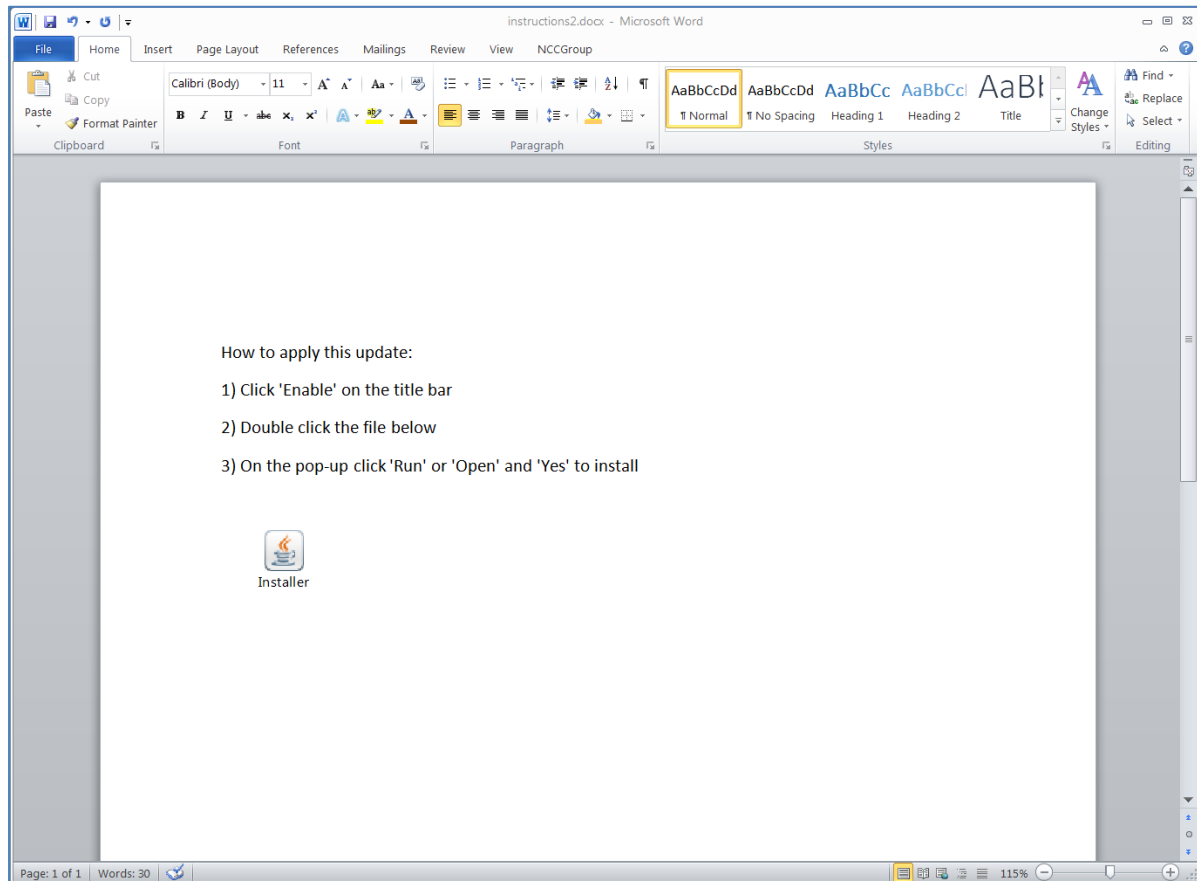 instructions2.docx - Microsoft Word
File Home Insert Page Layout References Mailings Review View NCCGroup
Paste
Cut
Copy
Format Painter
Clipboard
Calibri (Body) 11
B I U abc
Font
Paragraph
AaBbCcDd AaBbCcDd AaBbCc AaBbCcI AaBb
¶ Normal ¶ No Spacing Heading 1 Heading 2 Title
Change Styles
Styles
Find
Replace
Select
Editing
How to apply this update:
1) Click 'Enable' on the title bar
2) Double click the file below
3) On the pop-up click 'Run' or 'Open' and 'Yes' to install
Installer
Page: 1 of 1 Words: 30 115%